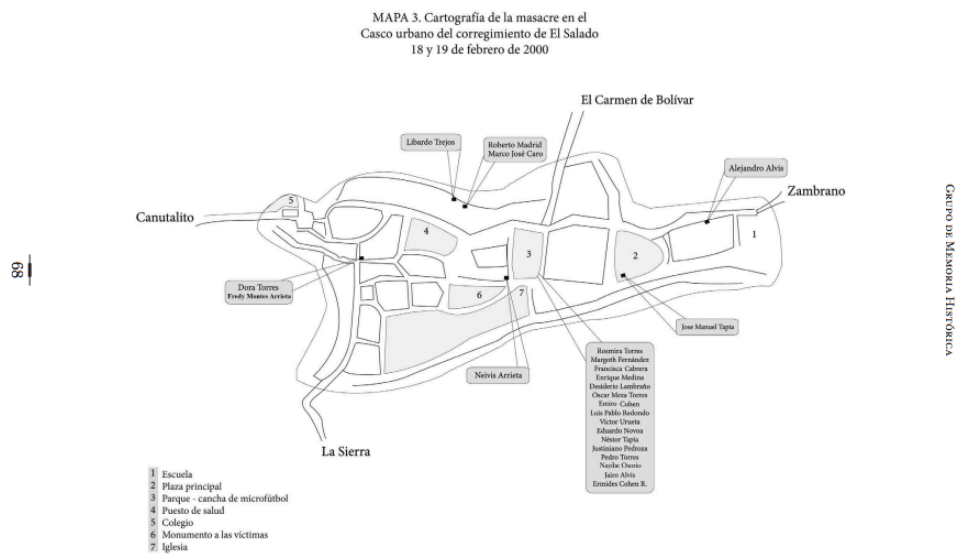 MAPA 3. Cartografía de la masacre en el
Casco urbano del corregimiento de El Salado
18 y 19 de febrero de 2000
El Carmen de Bolívar
Libardo Trejos
Roberto Madrid
Marco José Caro
Alejandro Alvis
Zambrano
Canutalito
5
4
3
2
1
Dora Torres
Fredy Montes Arrieta
6
7
Jose Manuel Tapia
Neivis Arrieta
Rosmira Torres
Margoth Fernández
Francisca Cabrera
Enrique Medina
Desiderio Lambraño
Oscar Meza Torres
Emiro Cohen
Luis Pablo Redondo
Víctor Urueta
Eduardo Novoa
Néstor Tapia
Justiniano Pedroza
Pedro Torres
Nayibe Osorio
Jairo Alvis
Ermides Cohen R.
La Sierra
1 Escuela
2 Plaza principal
3 Parque - cancha de microfútbol
4 Puesto de salud
5 Colegio
6 Monumento a las víctimas
7 Iglesia
68
GRUPO DE MEMORIA HISTÓRICA